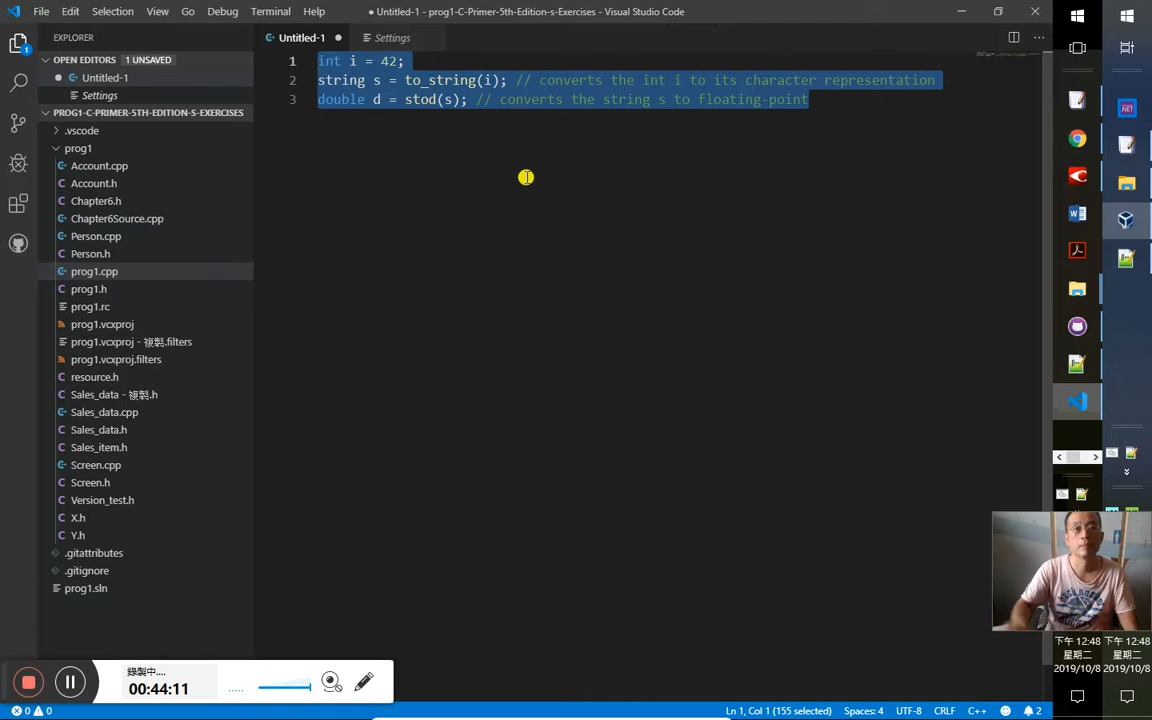 File Edit Selection View Go Debug Terminal Help
● Untitled-1 - prog1-C-Primer-5th-Edition-s-Exercises - Visual Studio Code
EXPLORER
Untitled-1 ●
Settings
OPEN EDITORS 1 UNSAVED
● Untitled-1
Settings
PROG1-C-PRIMER-5TH-EDITION-S-EXERCISES
.vscode
prog1
Account.cpp
Account.h
Chapter6.h
Chapter6Source.cpp
Person.cpp
Person.h
prog1.cpp
prog1.h
prog1.rc
prog1.vcxproj
prog1.vcxproj - 複製.filters
prog1.vcxproj.filters
resource.h
Sales_data - 複製.h
Sales_data.cpp
Sales_data.h
Sales_item.h
Screen.cpp
Screen.h
Version_test.h
X.h
Y.h
.gitattributes
.gitignore
prog1.sln
1 int i = 42;
2 string s = to_string(i); // converts the int i to its character representation
3 double d = stod(s); // converts the string s to floating-point
錄製中....
00:44:11
0 0
Ln 1, Col 1 (155 selected) Spaces: 4 UTF-8 CRLF C++ 2
1
.NET
下午 12:48 下午 12:48
星期二 星期二
2019/10/8 2019/10/8